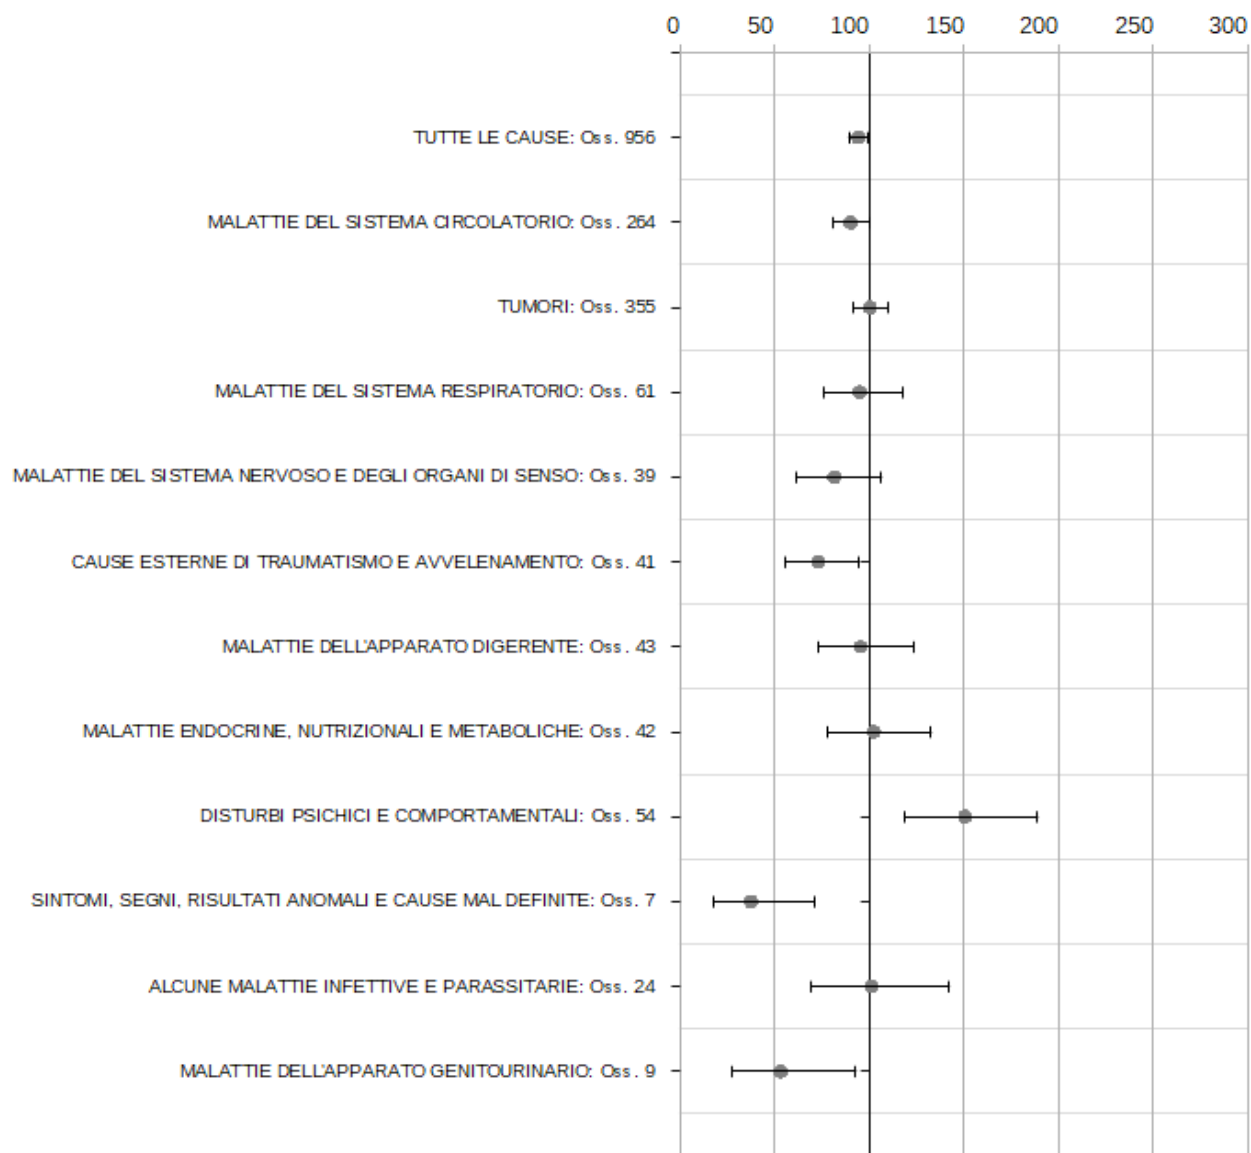 0 50 100 150 200 250 300
TUTTE LE CAUSE: Oss. 956
MALATTIE DEL SISTEMA CIRCOLATORIO: Oss. 264
TUMORI: Oss. 355
MALATTIE DEL SISTEMA RESPIRATORIO: Oss. 61
MALATTIE DEL SISTEMA NERVOSO E DEGLI ORGANI DI SENSO: Oss. 39
CAUSE ESTERNE DI TRAUMATISMO E AVVELENAMENTO: Oss. 41
MALATTIE DELL'APPARATO DIGERENTE: Oss. 43
MALATTIE ENDOCRINE, NUTRIZIONALI E METABOLICHE: Oss. 42
DISTURBI PSICHICI E COMPORTAMENTALI: Oss. 54
SINTOMI, SEGNI, RISULTATI ANOMALI E CAUSE MAL DEFINITE: Oss. 7
ALCUNE MALATTIE INFETTIVE E PARASSITARIE: Oss. 24
MALATTIE DELL'APPARATO GENITOURINARIO: Oss. 9